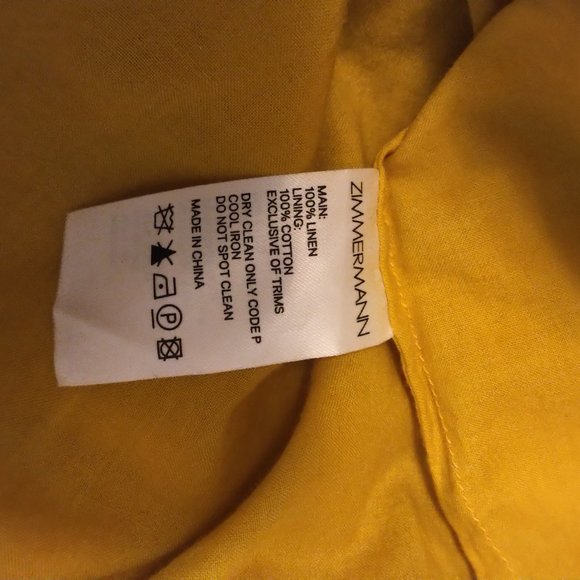 ZIMMERMANN
MAIN:
100% LINEN
LINING:
100% COTTON
EXCLUSIVE OF TRIMS
DRY CLEAN ONLY CODE P
COOL IRON
DO NOT SPOT CLEAN
MADE IN CHINA
P